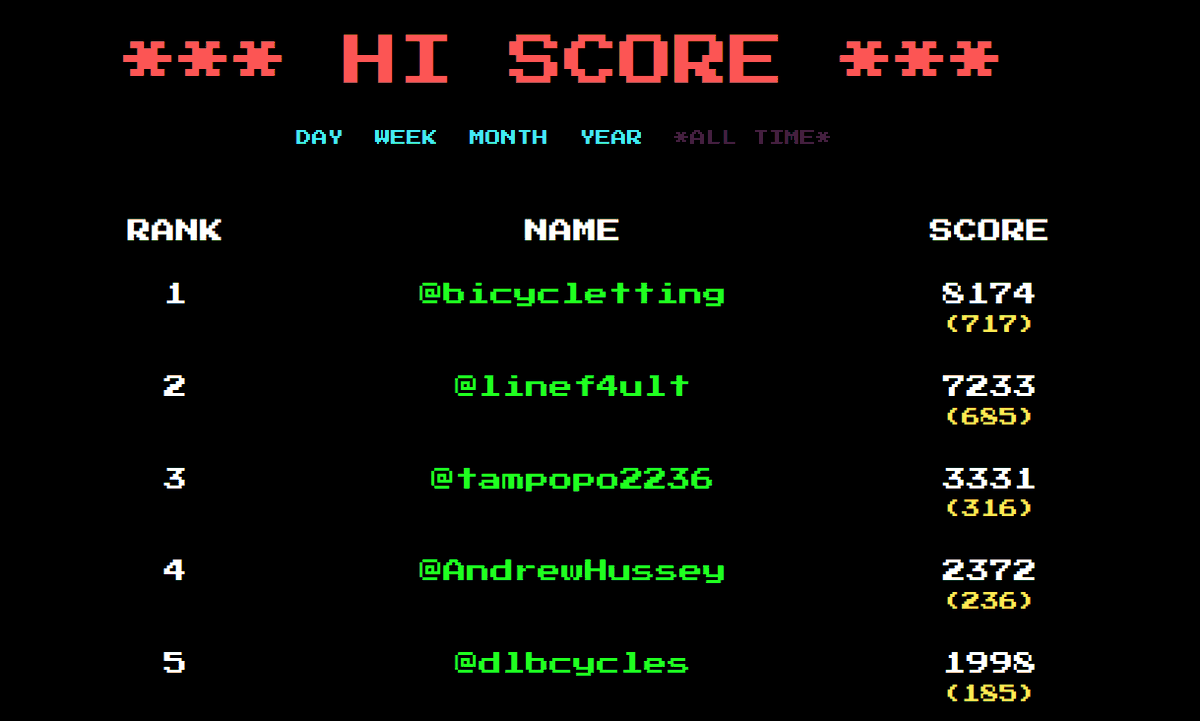 *** HI SCORE ***
DAY WEEK MONTH YEAR *ALL TIME*
RANK NAME SCORE
1 @bicycletting 8174
(717)
2 @linef4ult 7233
(685)
3 @tampopo2236 3331
(316)
4 @AndrewHussey 2372
(236)
5 @dlbcycles 1998
(185)